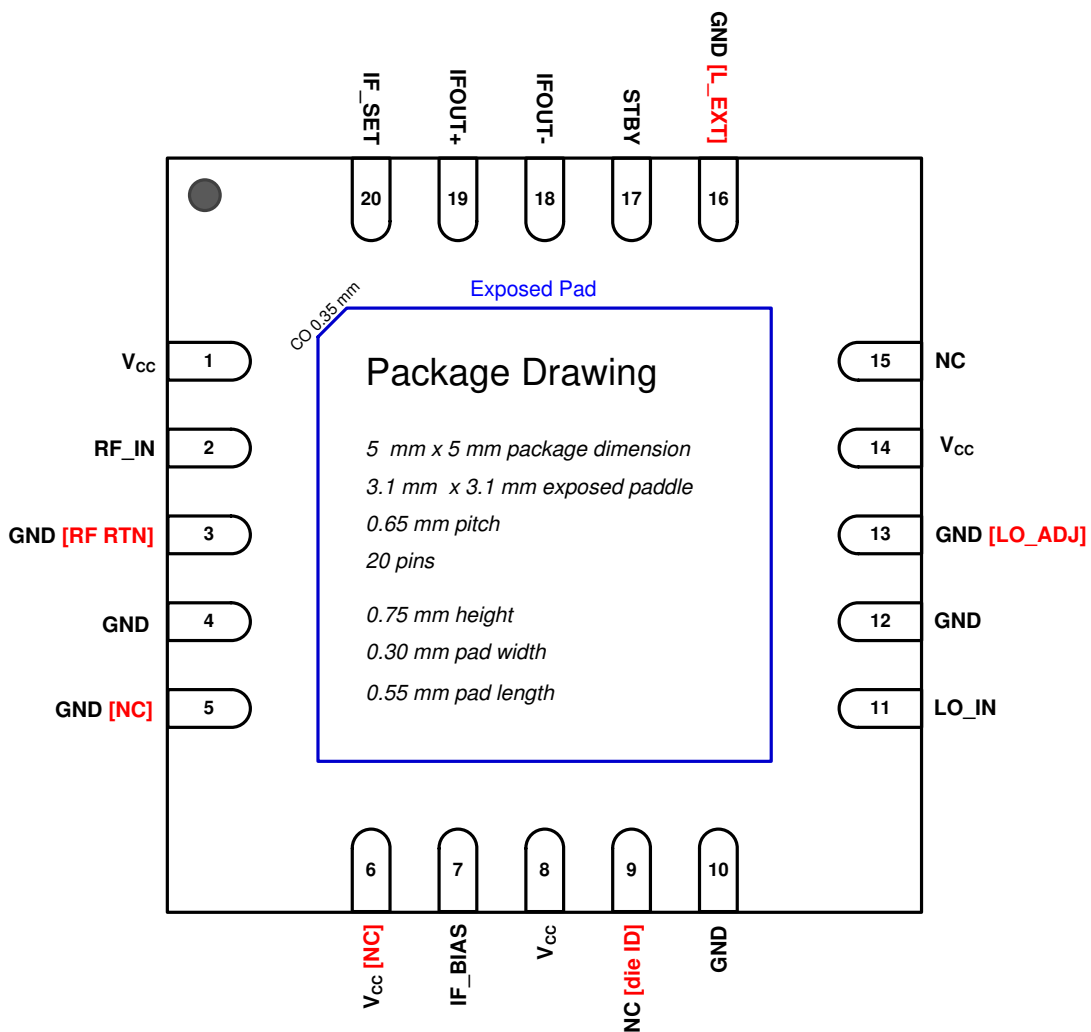 GND [L_EXT]
IF_SET
IFOUT+
IFOUT-
STBY
20
19
18
17
16
Exposed Pad
CO 0.35 mm
Package Drawing
5 mm x 5 mm package dimension
3.1 mm x 3.1 mm exposed paddle
0.65 mm pitch
20 pins
0.75 mm height
0.30 mm pad width
0.55 mm pad length
VCC 1
RF_IN 2
GND [RF RTN] 3
GND 4
GND [NC] 5
15 NC
14 VCC
13 GND [LO_ADJ]
12 GND
11 LO_IN
6
7
8
9
10
VCC [NC]
IF_BIAS
VCC
NC [die ID]
GND